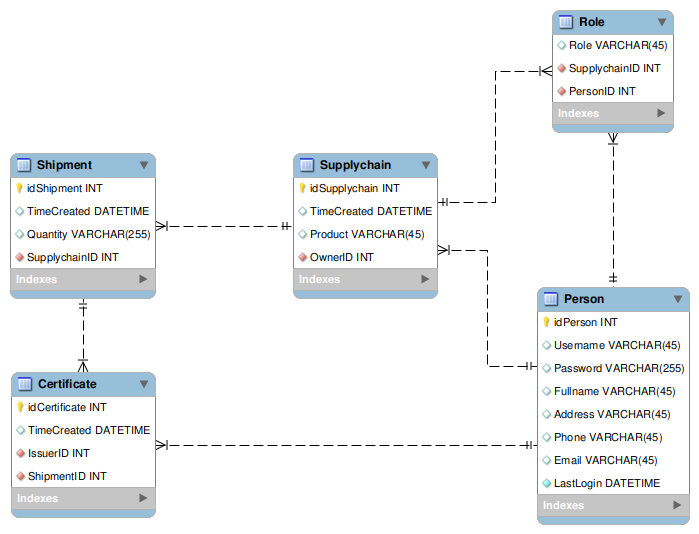 Role
Role VARCHAR(45)
SupplychainID INT
PersonID INT
Indexes
Shipment
idShipment INT
TimeCreated DATETIME
Quantity VARCHAR(255)
SupplychainID INT
Indexes
Supplychain
idSupplychain INT
TimeCreated DATETIME
Product VARCHAR(45)
OwnerID INT
Indexes
Person
idPerson INT
Username VARCHAR(45)
Password VARCHAR(255)
Fullname VARCHAR(45)
Address VARCHAR(45)
Phone VARCHAR(45)
Email VARCHAR(45)
LastLogin DATETIME
Indexes
Certificate
idCertificate INT
TimeCreated DATETIME
IssuerID INT
ShipmentID INT
Indexes